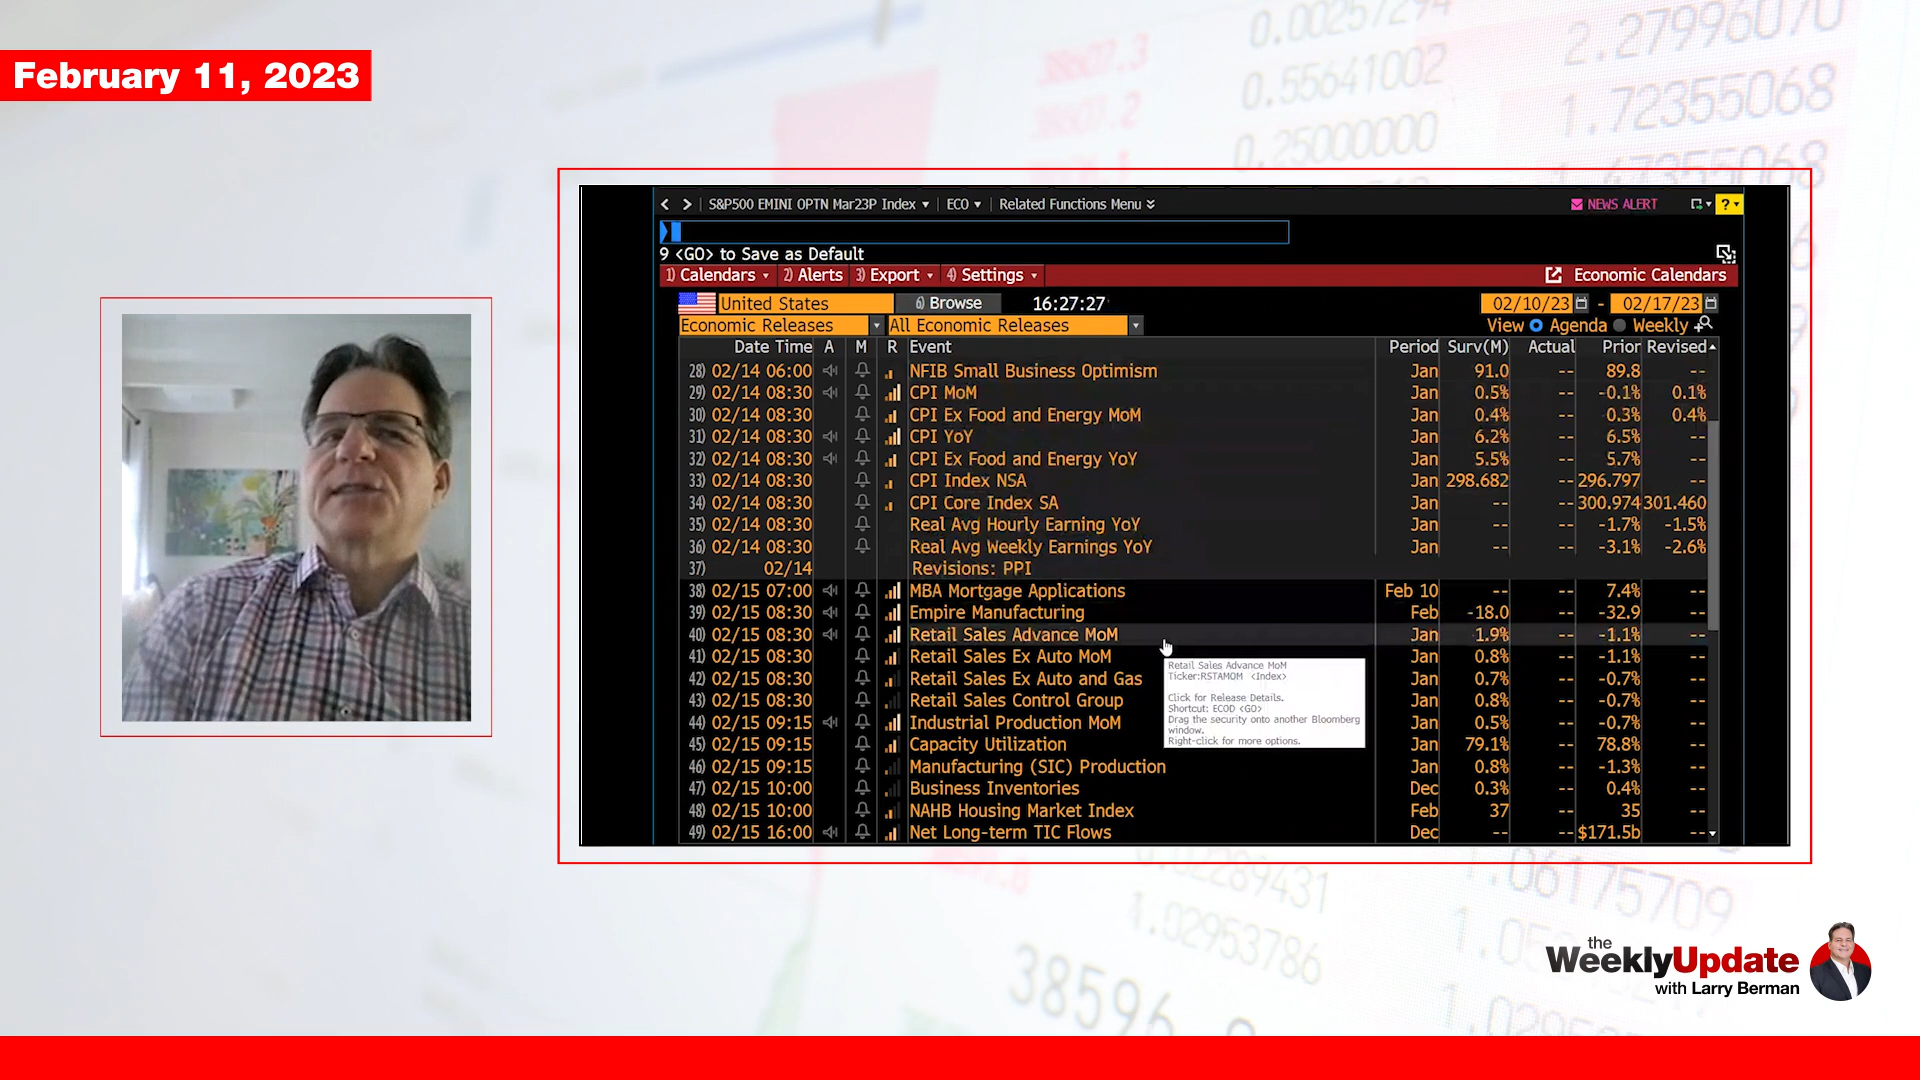 February 11, 2023
S&P500 EMINI OPTN Mar23P Index ECO Related Functions Menu NEWS ALERT ?
9 <GO> to Save as Default
1) Calendars 2) Alerts 3) Export 4) Settings Economic Calendars
United States 6) Browse 16:27:27 02/10/23 - 02/17/23
Economic Releases All Economic Releases View Agenda Weekly
Date Time A M R Event Period Surv(M) Actual Prior Revised
28) 02/14 06:00 NFIB Small Business Optimism Jan 91.0 -- 89.8 --
29) 02/14 08:30 CPI MoM Jan 0.5% -- -0.1% 0.1%
30) 02/14 08:30 CPI Ex Food and Energy MoM Jan 0.4% -- 0.3% 0.4%
31) 02/14 08:30 CPI YoY Jan 6.2% -- 6.5% --
32) 02/14 08:30 CPI Ex Food and Energy YoY Jan 5.5% -- 5.7% --
33) 02/14 08:30 CPI Index NSA Jan 298.682 -- 296.797 --
34) 02/14 08:30 CPI Core Index SA Jan -- -- 300.974 301.460
35) 02/14 08:30 Real Avg Hourly Earning YoY Jan -- -- -1.7% -1.5%
36) 02/14 08:30 Real Avg Weekly Earnings YoY Jan -- -- -3.1% -2.6%
37) 02/14 Revisions: PPI
38) 02/15 07:00 MBA Mortgage Applications Feb 10 -- -- 7.4% --
39) 02/15 08:30 Empire Manufacturing Feb -18.0 -- -32.9 --
40) 02/15 08:30 Retail Sales Advance MoM Jan 1.9% -- -1.1% --
41) 02/15 08:30 Retail Sales Ex Auto MoM Jan 0.8% -- -1.1% --
42) 02/15 08:30 Retail Sales Ex Auto and Gas Jan 0.7% -- -0.7% --
43) 02/15 08:30 Retail Sales Control Group Jan 0.8% -- -0.7% --
44) 02/15 09:15 Industrial Production MoM Jan 0.5% -- -0.7% --
45) 02/15 09:15 Capacity Utilization Jan 79.1% -- 78.8% --
46) 02/15 09:15 Manufacturing (SIC) Production Jan 0.8% -- -1.3% --
47) 02/15 10:00 Business Inventories Dec 0.3% -- 0.4% --
48) 02/15 10:00 NAHB Housing Market Index Feb 37 -- 35 --
49) 02/15 16:00 Net Long-term TIC Flows Dec -- -- $171.5b --
Retail Sales Advance MoM
Ticker:RSTAMOM <Index>
Click for Release Details.
Shortcut: ECOD <GO>
Drag the security onto another Bloomberg
window.
Right-click for more options.
the
WeeklyUpdate
with Larry Berman
0.55641002
0.25000000
2.27996070
1.72355068
1.06175709
4.02953786
38596